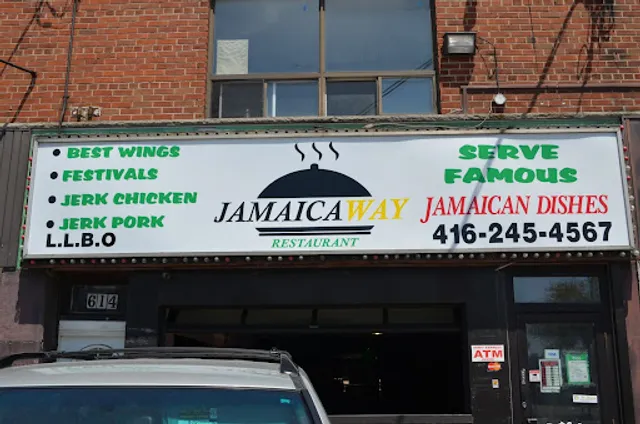 • BEST WINGS
• FESTIVALS
• JERK CHICKEN
• JERK PORK
L.L.B.O
JAMAICAWAY
RESTAURANT
SERVE
FAMOUS
JAMAICAN DISHES
416-245-4567
614
ATM